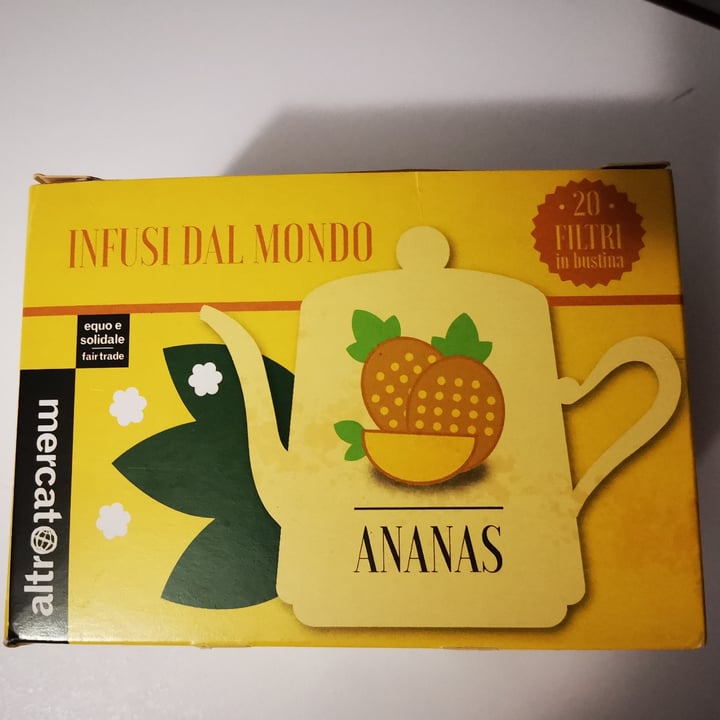 INFUSI DAL MONDO
• 20 •
FILTRI
in bustina
equo e
solidale
fair trade
altromercato
ANANAS